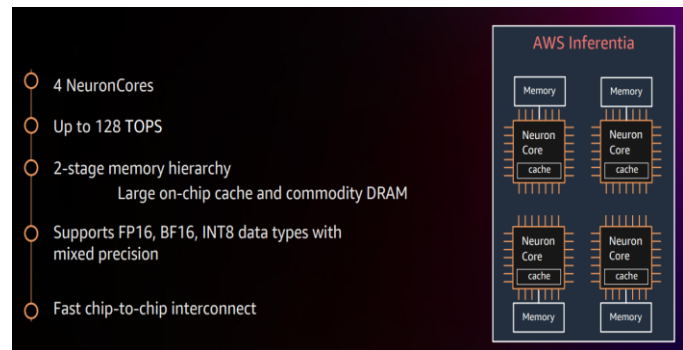 4 NeuronCores
Up to 128 TOPS
2-stage memory hierarchy
Large on-chip cache and commodity DRAM
Supports FP16, BF16, INT8 data types with
mixed precision
Fast chip-to-chip interconnect
AWS Inferentia
Memory
Memory
Neuron
Core
cache
Neuron
Core
cache
Neuron
Core
cache
Neuron
Core
cache
Memory
Memory